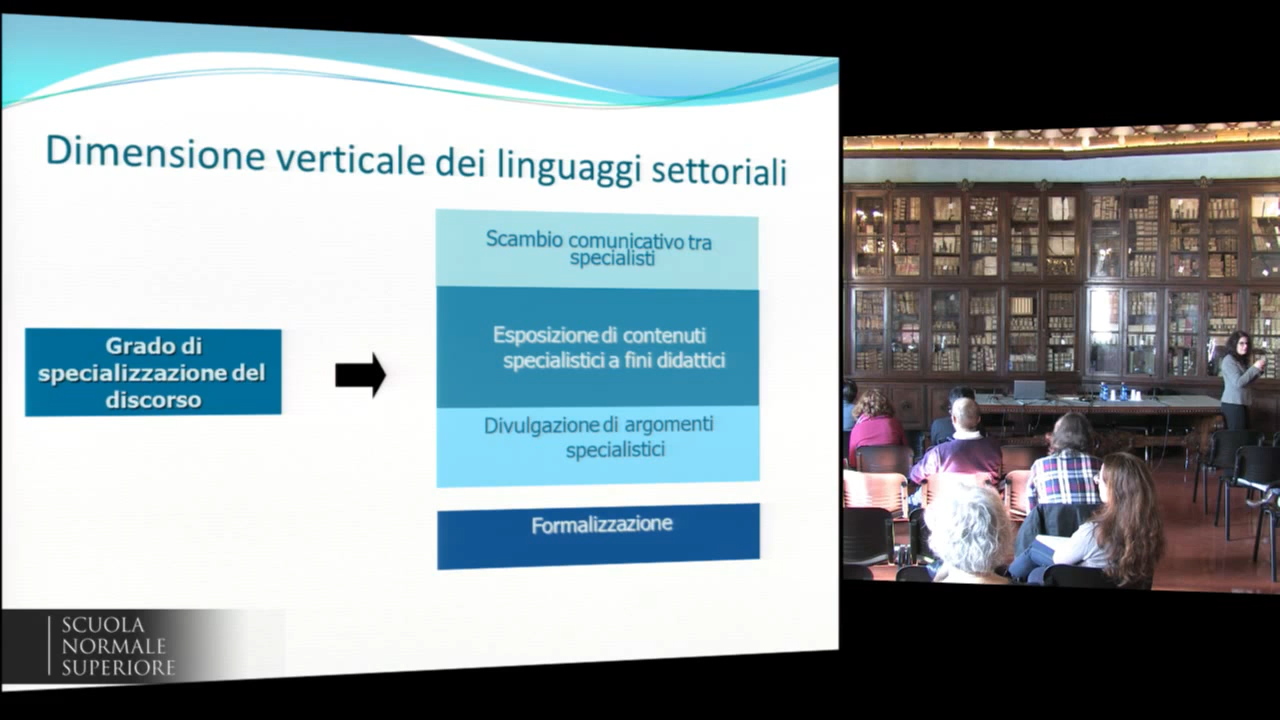 Dimensione verticale dei linguaggi settoriali
Grado di
specializzazione del
discorso
Scambio comunicativo tra
specialisti
Esposizione di contenuti
specialistici a fini didattici
Divulgazione di argomenti
specialistici
Formalizzazione
SCUOLA
NORMALE
SUPERIORE